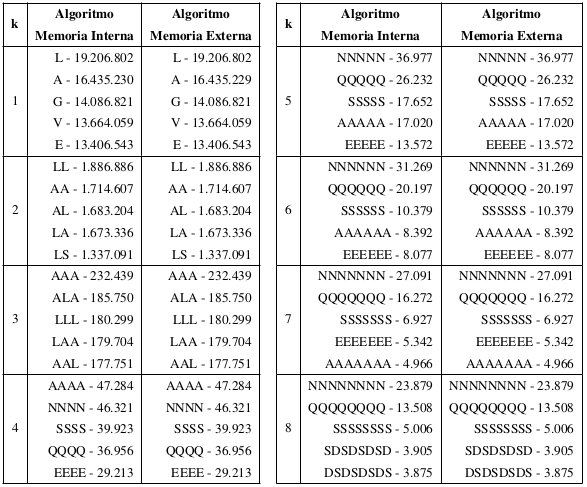 k Algoritmo Memoria Interna Algoritmo Memoria Externa
1
L - 19.206.802 L - 19.206.802
A - 16.435.230 A - 16.435.229
G - 14.086.821 G - 14.086.821
V - 13.664.059 V - 13.664.059
E - 13.406.543 E - 13.406.543
2
LL - 1.886.886 LL - 1.886.886
AA - 1.714.607 AA - 1.714.607
AL - 1.683.204 AL - 1.683.204
LA - 1.673.336 LA - 1.673.336
LS - 1.337.091 LS - 1.337.091
3
AAA - 232.439 AAA - 232.439
ALA - 185.750 ALA - 185.750
LLL - 180.299 LLL - 180.299
LAA - 179.704 LAA - 179.704
AAL - 177.751 AAL - 177.751
4
AAAA - 47.284 AAAA - 47.284
NNNN - 46.321 NNNN - 46.321
SSSS - 39.923 SSSS - 39.923
QQQQ - 36.956 QQQQ - 36.956
EEEE - 29.213 EEEE - 29.213
k Algoritmo Memoria Interna Algoritmo Memoria Externa
5
NNNNN - 36.977 NNNNN - 36.977
QQQQQ - 26.232 QQQQQ - 26.232
SSSSS - 17.652 SSSSS - 17.652
AAAAA - 17.020 AAAAA - 17.020
EEEEE - 13.572 EEEEE - 13.572
6
NNNNNN - 31.269 NNNNNN - 31.269
QQQQQQ - 20.197 QQQQQQ - 20.197
SSSSSS - 10.379 SSSSSS - 10.379
AAAAAA - 8.392 AAAAAA - 8.392
EEEEEE - 8.077 EEEEEE - 8.077
7
NNNNNNN - 27.091 NNNNNNN - 27.091
QQQQQQQ - 16.272 QQQQQQQ - 16.272
SSSSSSS - 6.927 SSSSSSS - 6.927
EEEEEEE - 5.342 EEEEEEE - 5.342
AAAAAAA - 4.966 AAAAAAA - 4.966
8
NNNNNNNN - 23.879 NNNNNNNN - 23.879
QQQQQQQQ - 13.508 QQQQQQQQ - 13.508
SSSSSSSS - 5.006 SSSSSSSS - 5.006
SDSDSDSD - 3.905 SDSDSDSD - 3.905
DSDSDSDS - 3.875 DSDSDSDS - 3.875